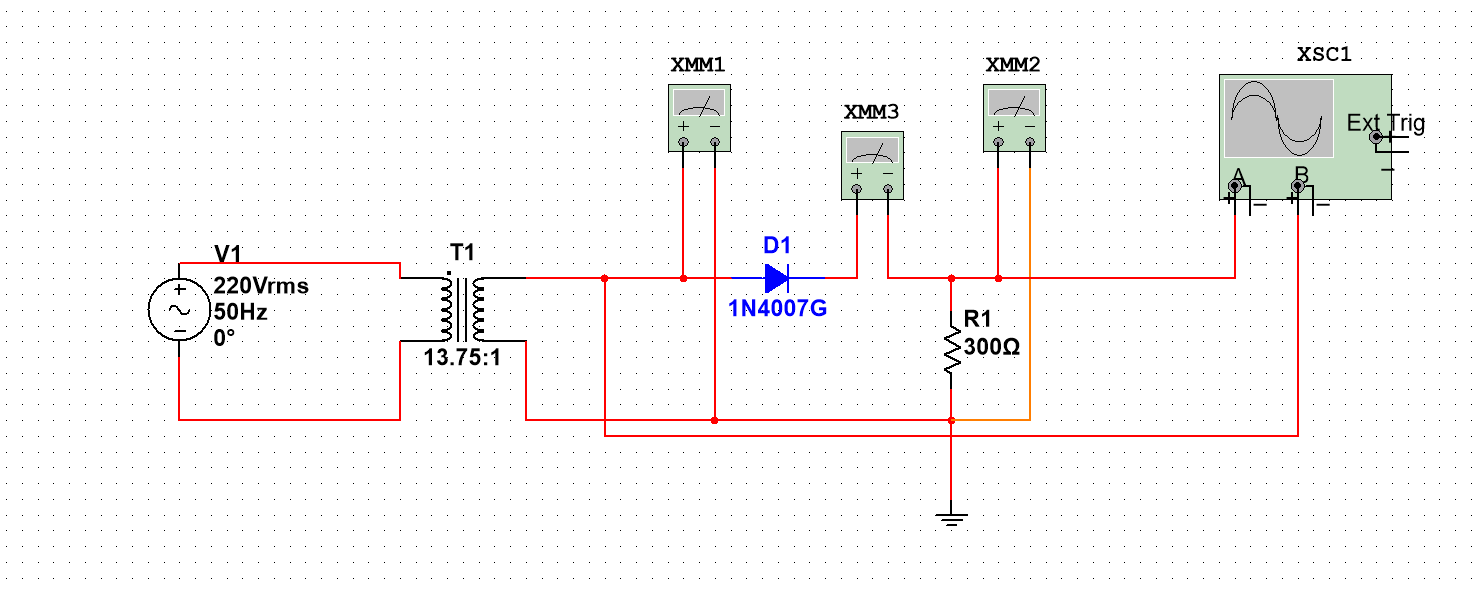 XSC1
XMM1
XMM2
XMM3
Ext Trig
+ −
+ −
+ −
A B
+ − + −
V1
T1
D1
+
220Vrms
50Hz
0°
−
1N4007G
R1
300Ω
13.75:1